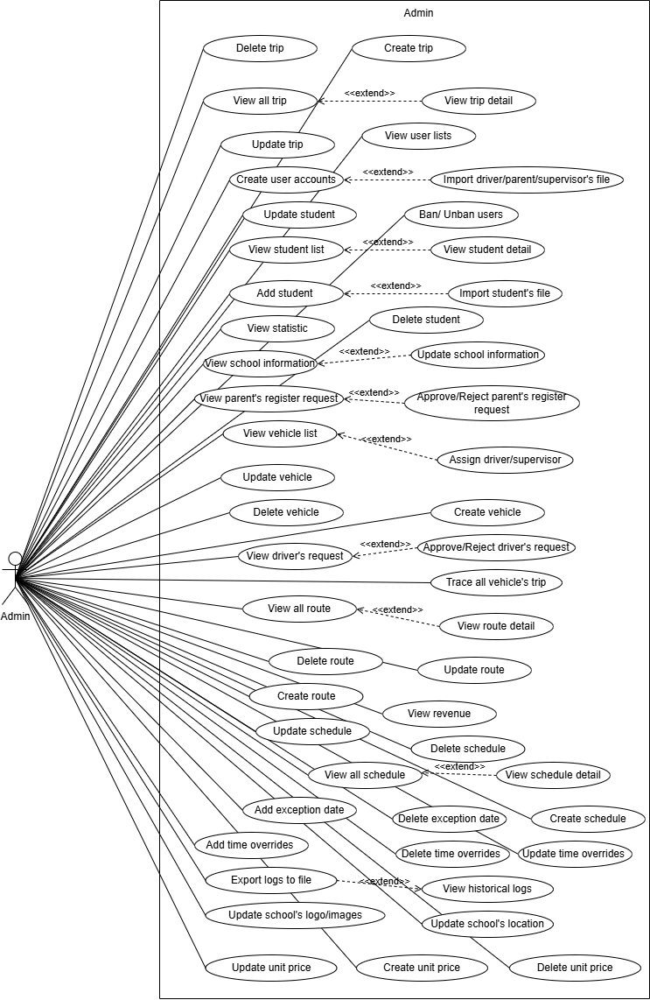 Admin
Delete trip
Create trip
View all trip
<<extend>>
View trip detail
View user lists
Update trip
Create user accounts
<<extend>>
Import driver/parent/supervisor's file
Update student
Ban/ Unban users
View student list
<<extend>>
View student detail
Add student
<<extend>>
Import student's file
Delete student
View statistic
View school information
<<extend>>
Update school information
View parent's register request
<<extend>>
Approve/Reject parent's register
request
View vehicle list
<<extend>>
Assign driver/supervisor
Update vehicle
Delete vehicle
Create vehicle
View driver's request
<<extend>>
Approve/Reject driver's request
Trace all vehicle's trip
Admin
View all route
<<extend>>
View route detail
Delete route
Update route
Create route
View revenue
Update schedule
Delete schedule
View all schedule
<<extend>>
View schedule detail
Add exception date
Delete exception date
Create schedule
Add time overrides
Delete time overrides
Update time overrides
Export logs to file
<<extend>>
View historical logs
Update school's logo/images
Update school's location
Update unit price
Create unit price
Delete unit price